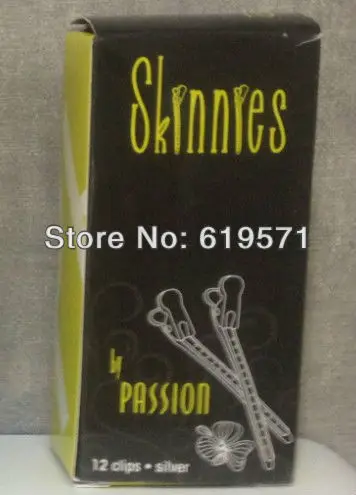 Skinnies
Store No: 619571
by
PASSION
12 clips • silver